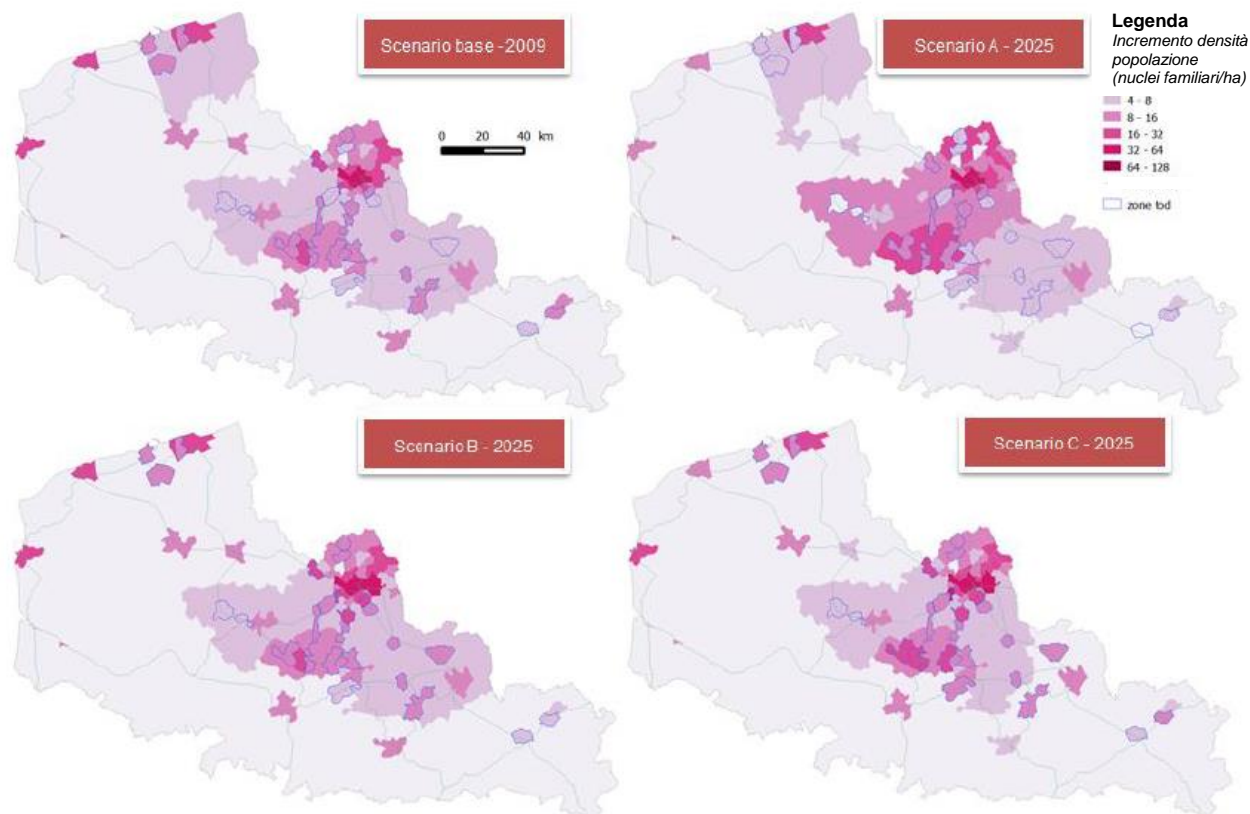 Scenario base -2009
Scenario A - 2025
Legenda
Incremento densità
popolazione
(nuclei familiari/ha)
4 - 8
8 - 16
16 - 32
32 - 64
64 - 128
zone tod
0 20 40 km
Scenario B - 2025
Scenario C - 2025